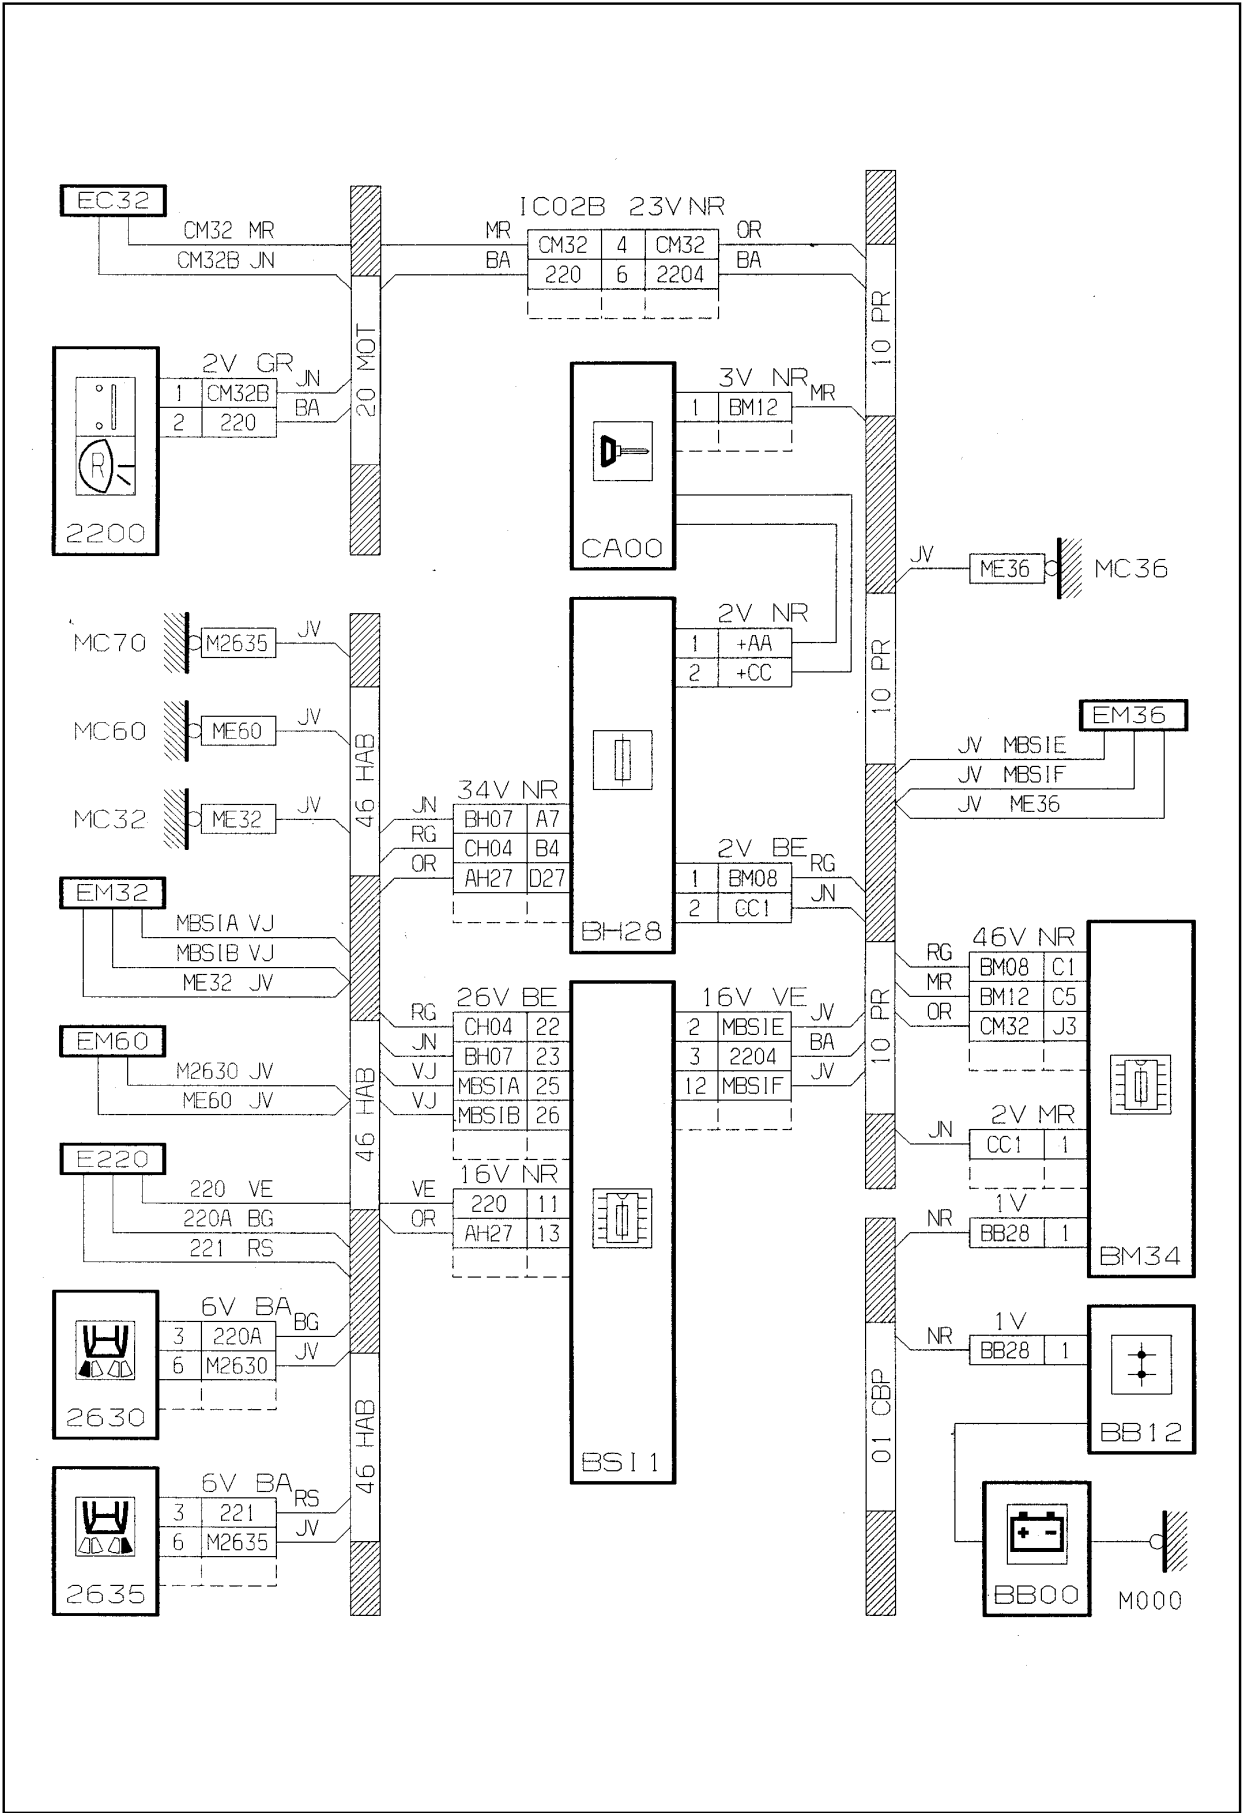 EC32
CM32 MR
CM32B JN
20 MOT
MR
BA
IC02B 23V NR
CM32 4 CM32
220 6 2204
OR
BA
10 PR
2V GR
1 CM32B JN
2 220 BA
2200
3V NR
1 BM12 MR
CA00
JV
ME36
MC36
MC70
M2635
JV
MC60
ME60
JV
MC32
ME32
JV
46 HAB
2V NR
1 +AA
2 +CC
10 PR
EM36
JV MBSIE
JV MBSIF
JV ME36
34V NR
JN BH07 A7
RG CH04 B4
OR AH27 D27
2V BE
1 BM08 RG
2 CC1 JN
BH28
EM32
MBSIA VJ
MBSIB VJ
ME32 JV
46V NR
RG BM08 C1
MR BM12 C5
OR CM32 J3
10 PR
26V BE
RG CH04 22
JN BH07 23
VJ MBSIA 25
VJ MBSIB 26
16V VE
2 MBSIE JV
3 2204 BA
12 MBSIF JV
EM60
M2630 JV
ME60 JV
46 HAB
2V MR
JN CC1 1
1V
NR BB28 1
BM34
E220
220 VE
220A BG
221 RS
16V NR
VE 220 11
OR AH27 13
BSI1
6V BA
3 220A BG
6 M2630 JV
2630
46 HAB
01 CBP
1V
NR BB28 1
BB12
6V BA
3 221 RS
6 M2635 JV
2635
+ -
BB00
M000
R